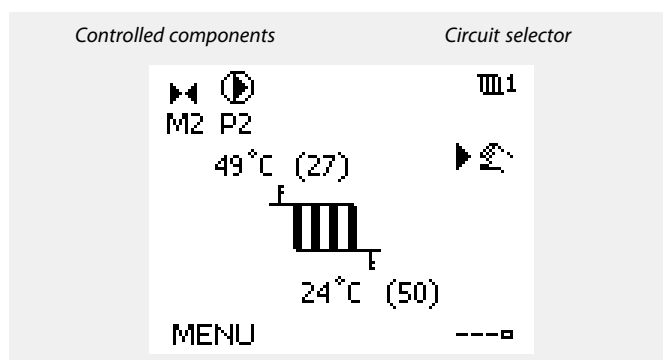 Controlled components Circuit selector
1
M2 P2
49°C (27)
24°C (50)
MENU